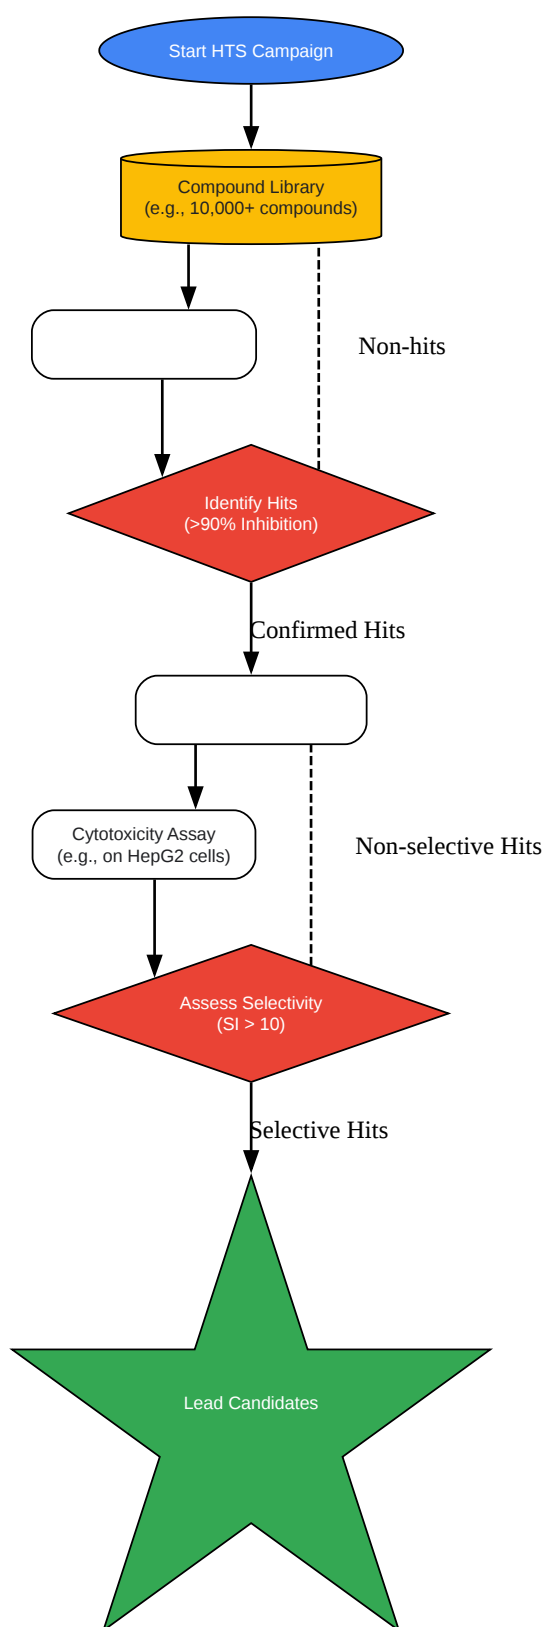 Start HTS Campaign
Compound Library
(e.g., 10,000+ compounds)
Non-hits
Identify Hits
(>90% Inhibition)
Confirmed Hits
Cytotoxicity Assay
(e.g., on HepG2 cells)
Non-selective Hits
Assess Selectivity
(SI > 10)
Selective Hits
Lead Candidates